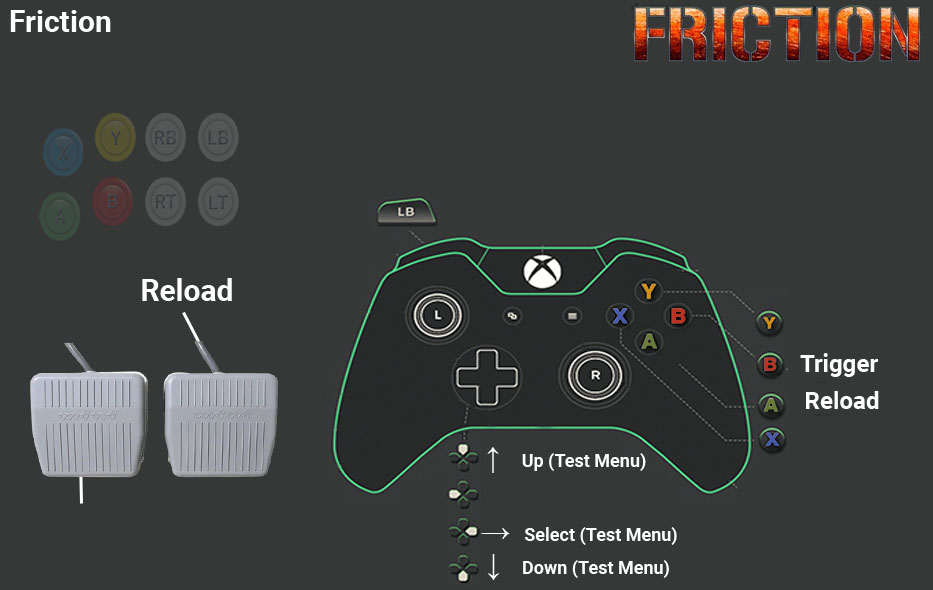 Friction
FRICTION
X Y RB LB
A B RT LT
LB
Reload
L
Y
X B
A
R
Y
B Trigger
A Reload
X
↑ Up (Test Menu)
→ Select (Test Menu)
↓ Down (Test Menu)